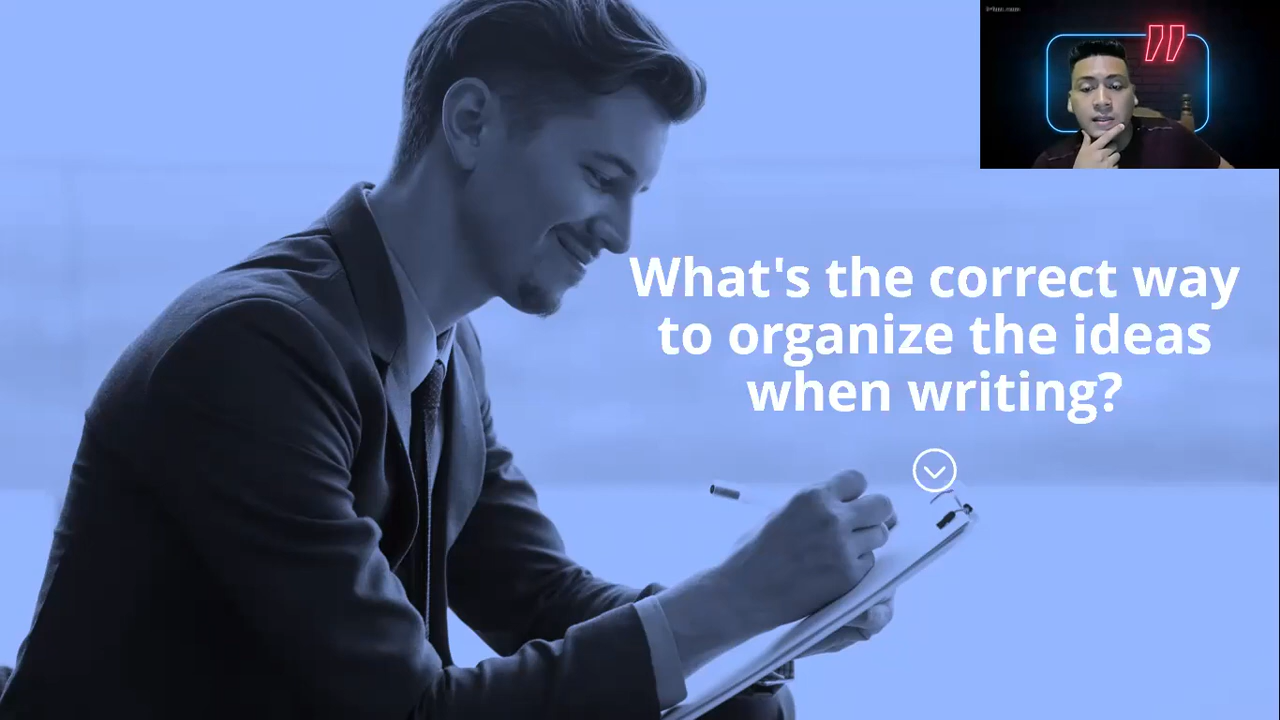 What's the correct way
to organize the ideas
when writing?